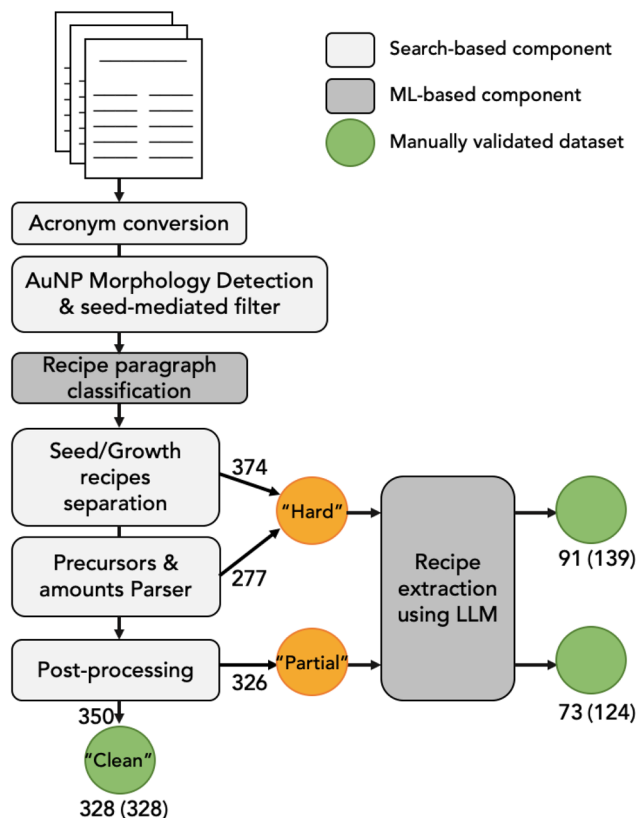 Search-based component
ML-based component
Manually validated dataset
Acronym conversion
AuNP Morphology Detection
& seed-mediated filter
Recipe paragraph
classification
Seed/Growth
recipes
separation
374
"Hard"
277
Precursors &
amounts Parser
Recipe
extraction
using LLM
91 (139)
Post-processing
326
"Partial"
73 (124)
350
"Clean"
328 (328)